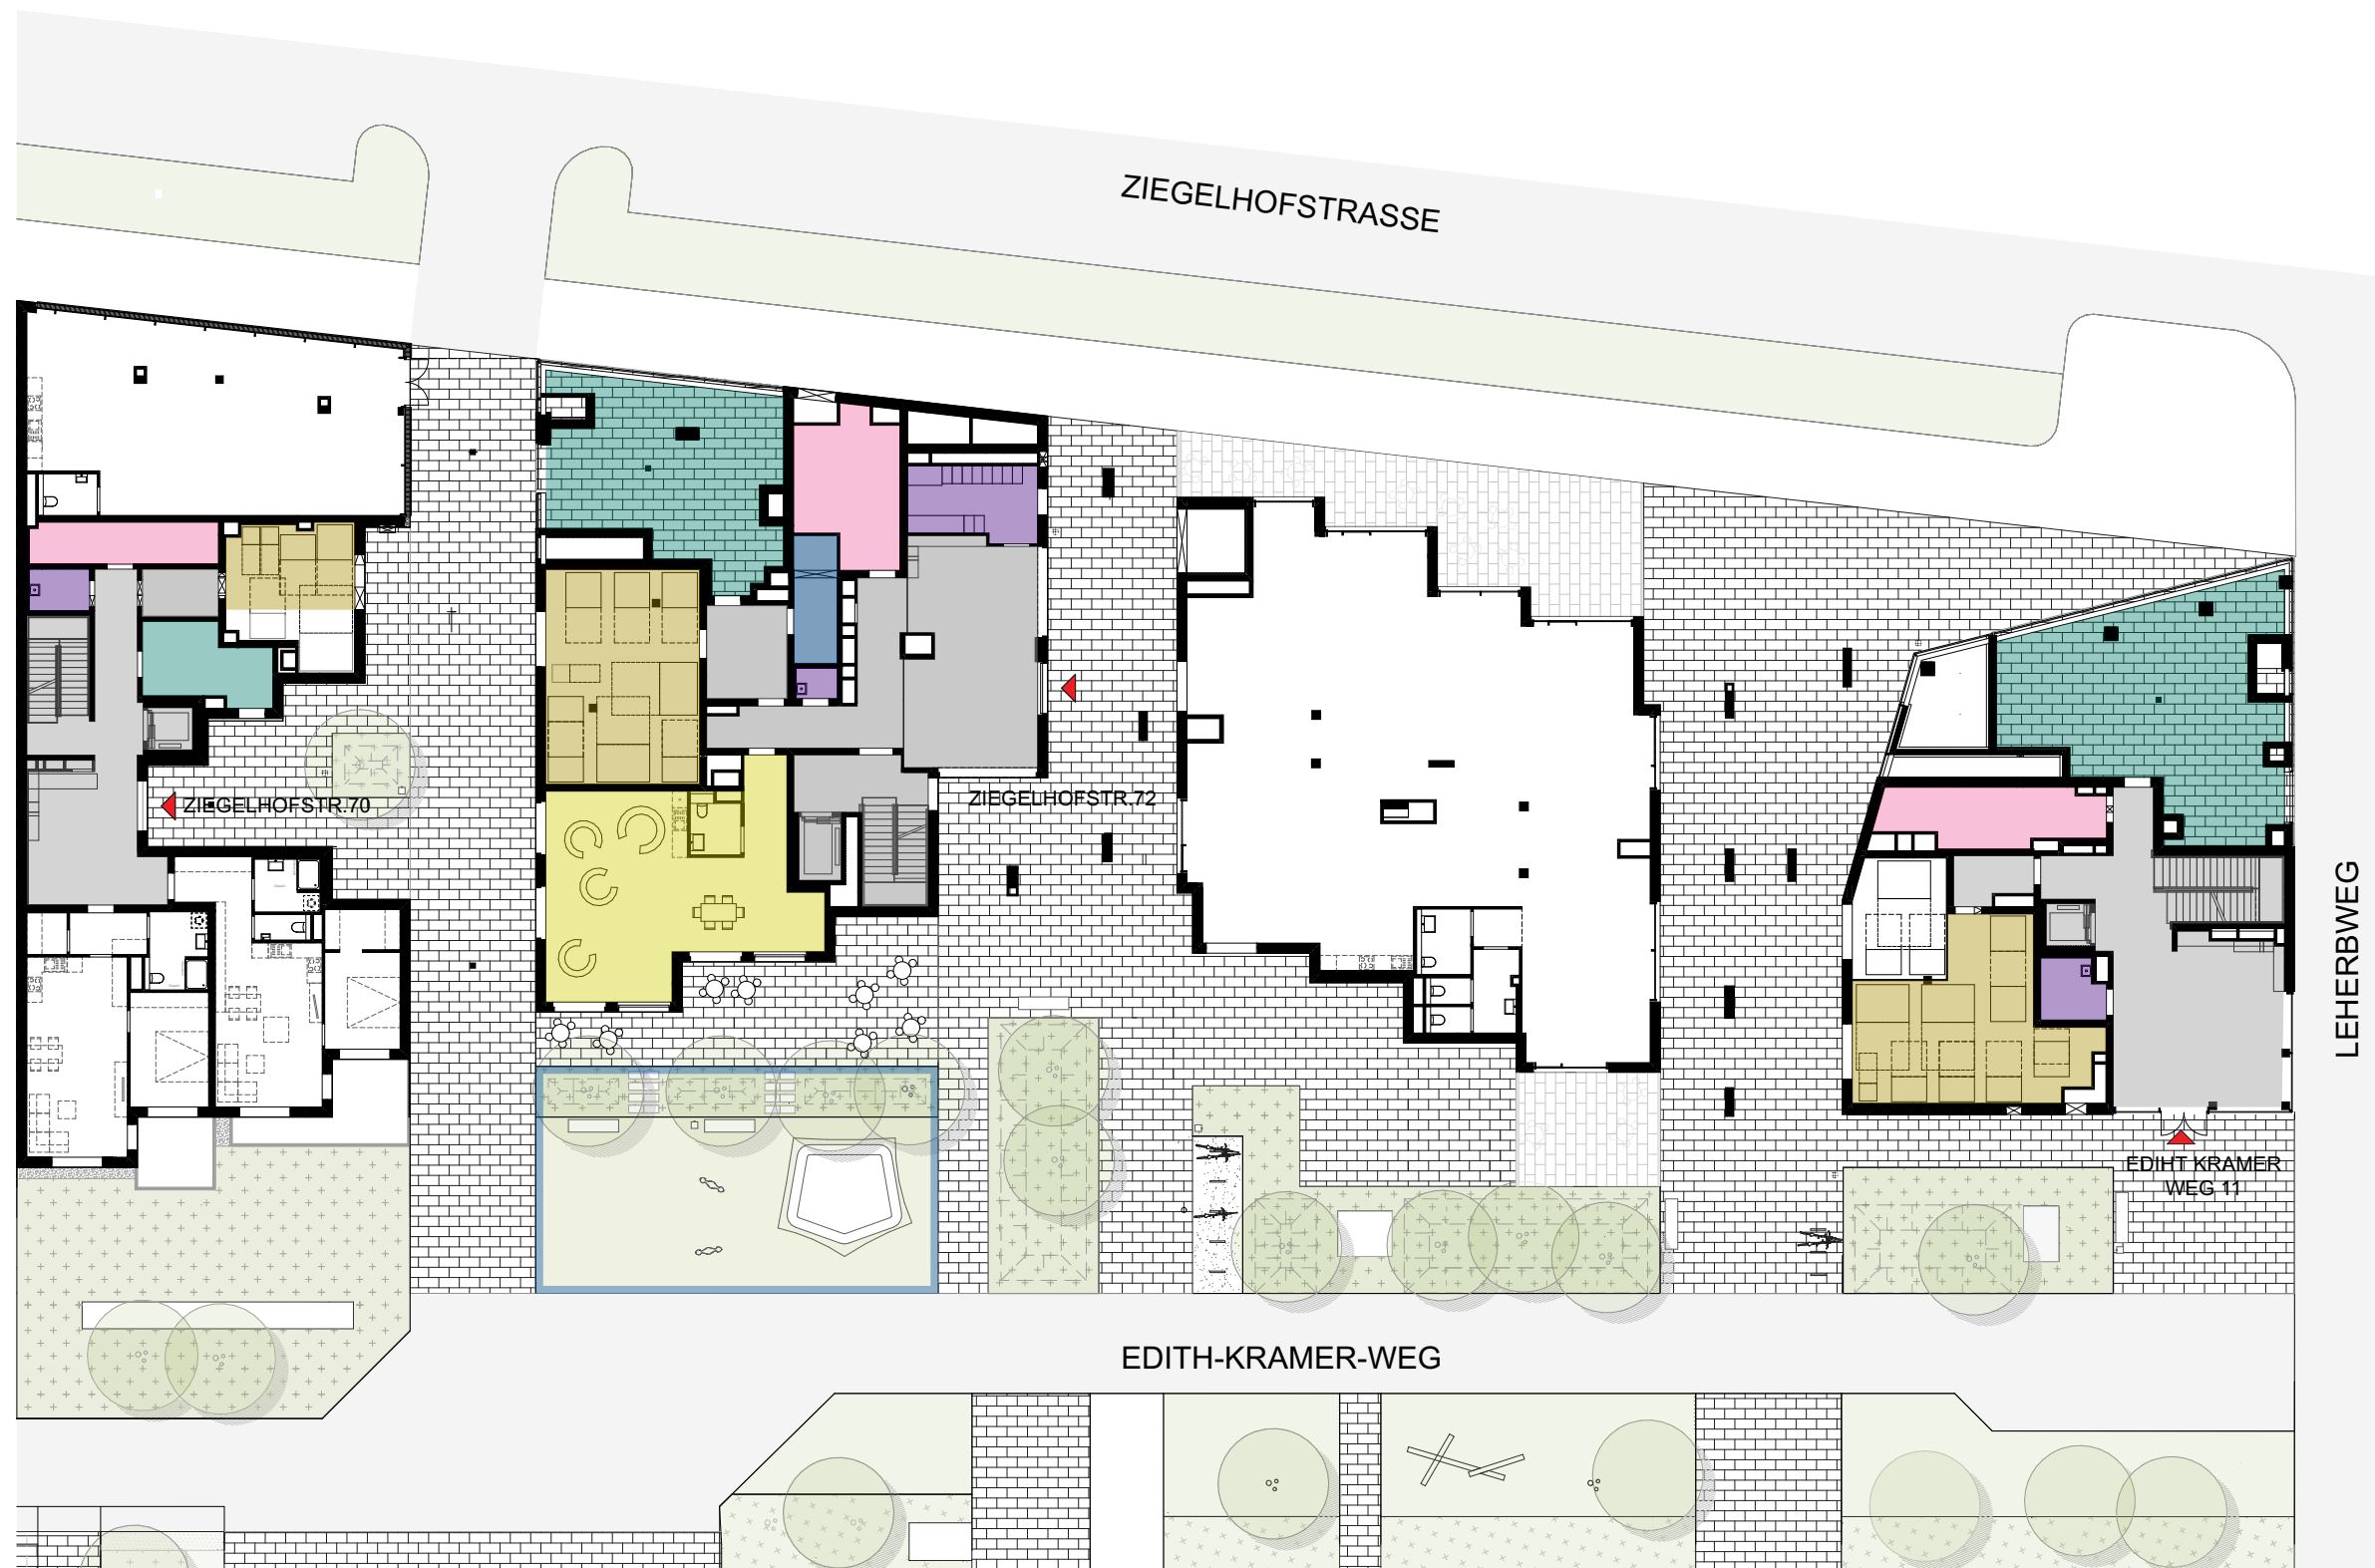 ZIEGELHOFSTRASSE
ZIEGELHOFSTR.70
ZIEGELHOFSTR.72
LEHERBWEG
EDIHT KRAMER
WEG 11
EDITH-KRAMER-WEG